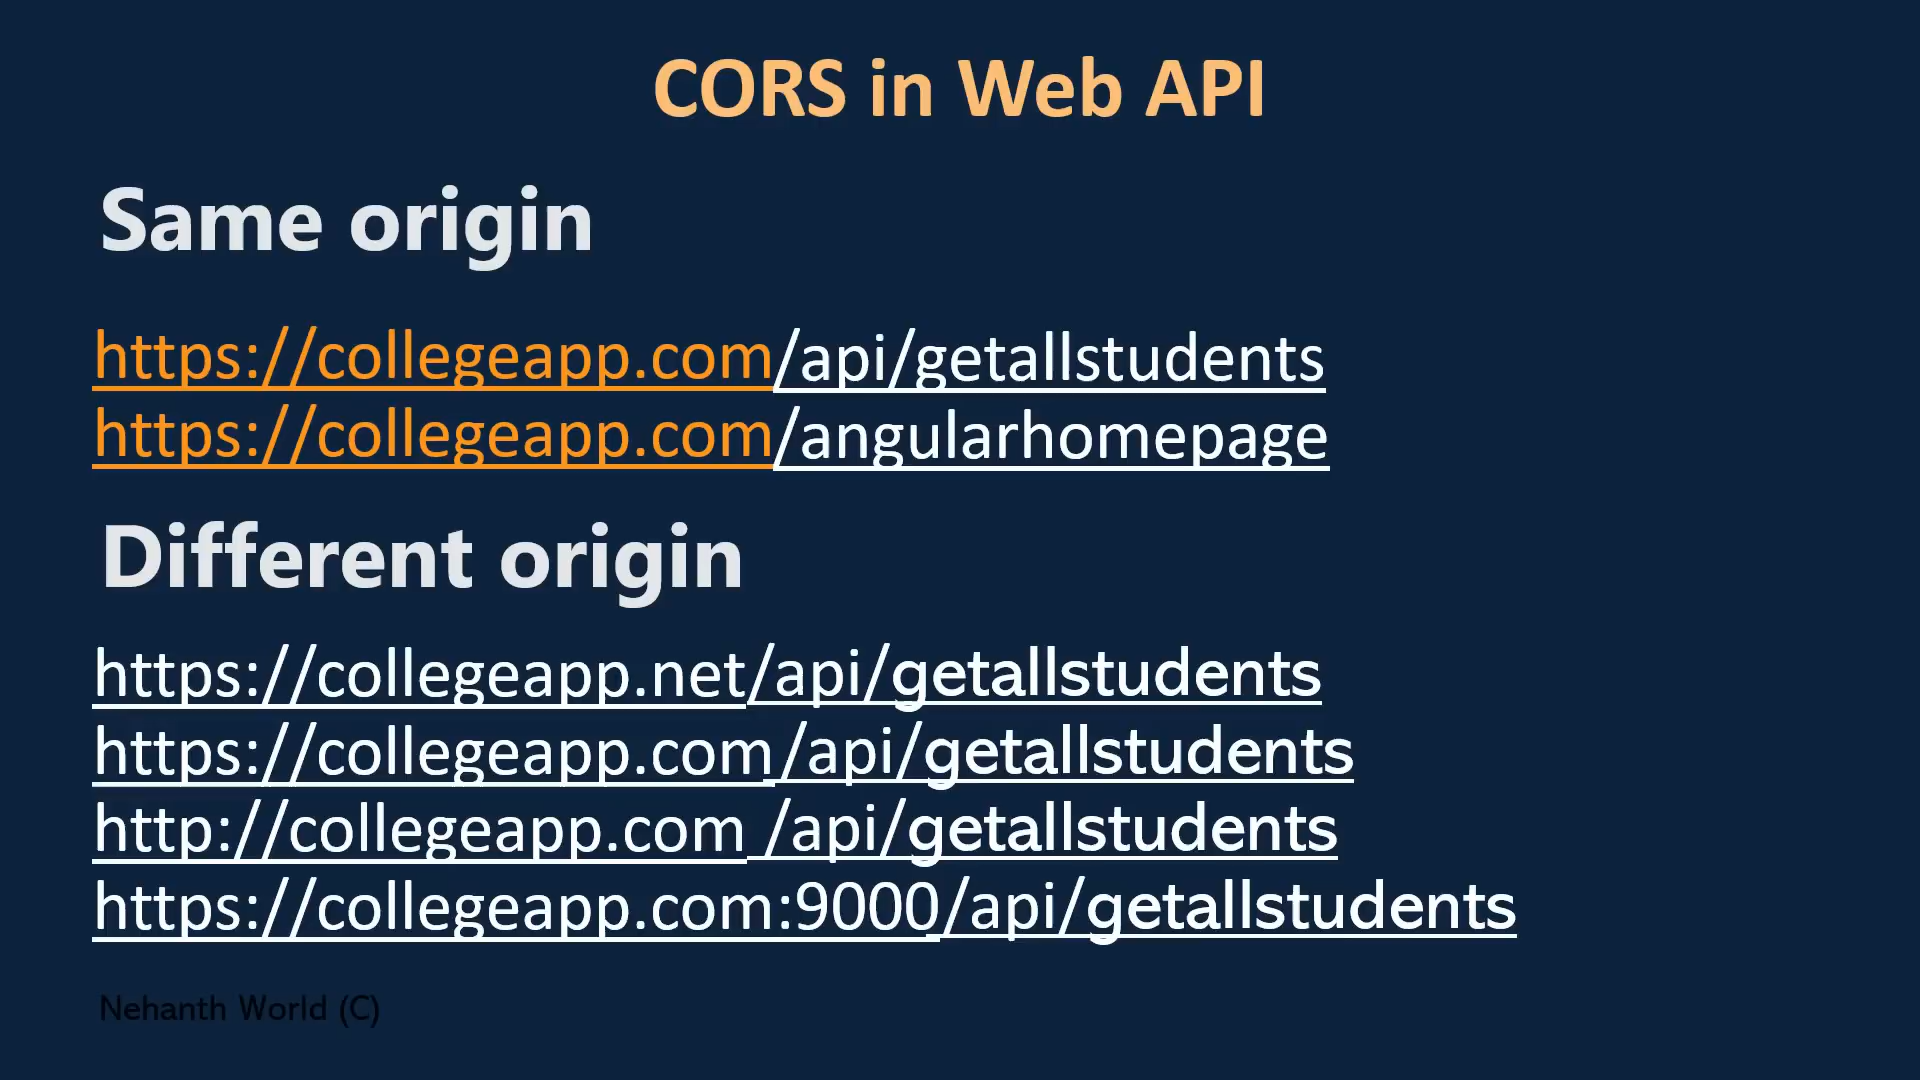 CORS in Web API
Same origin
https://collegeapp.com/api/getallstudents
https://collegeapp.com/angularhomepage
Different origin
https://collegeapp.net/api/getallstudents
https://collegeapp.com/api/getallstudents
http://collegeapp.com /api/getallstudents
https://collegeapp.com:9000/api/getallstudents
Nehanth World (C)